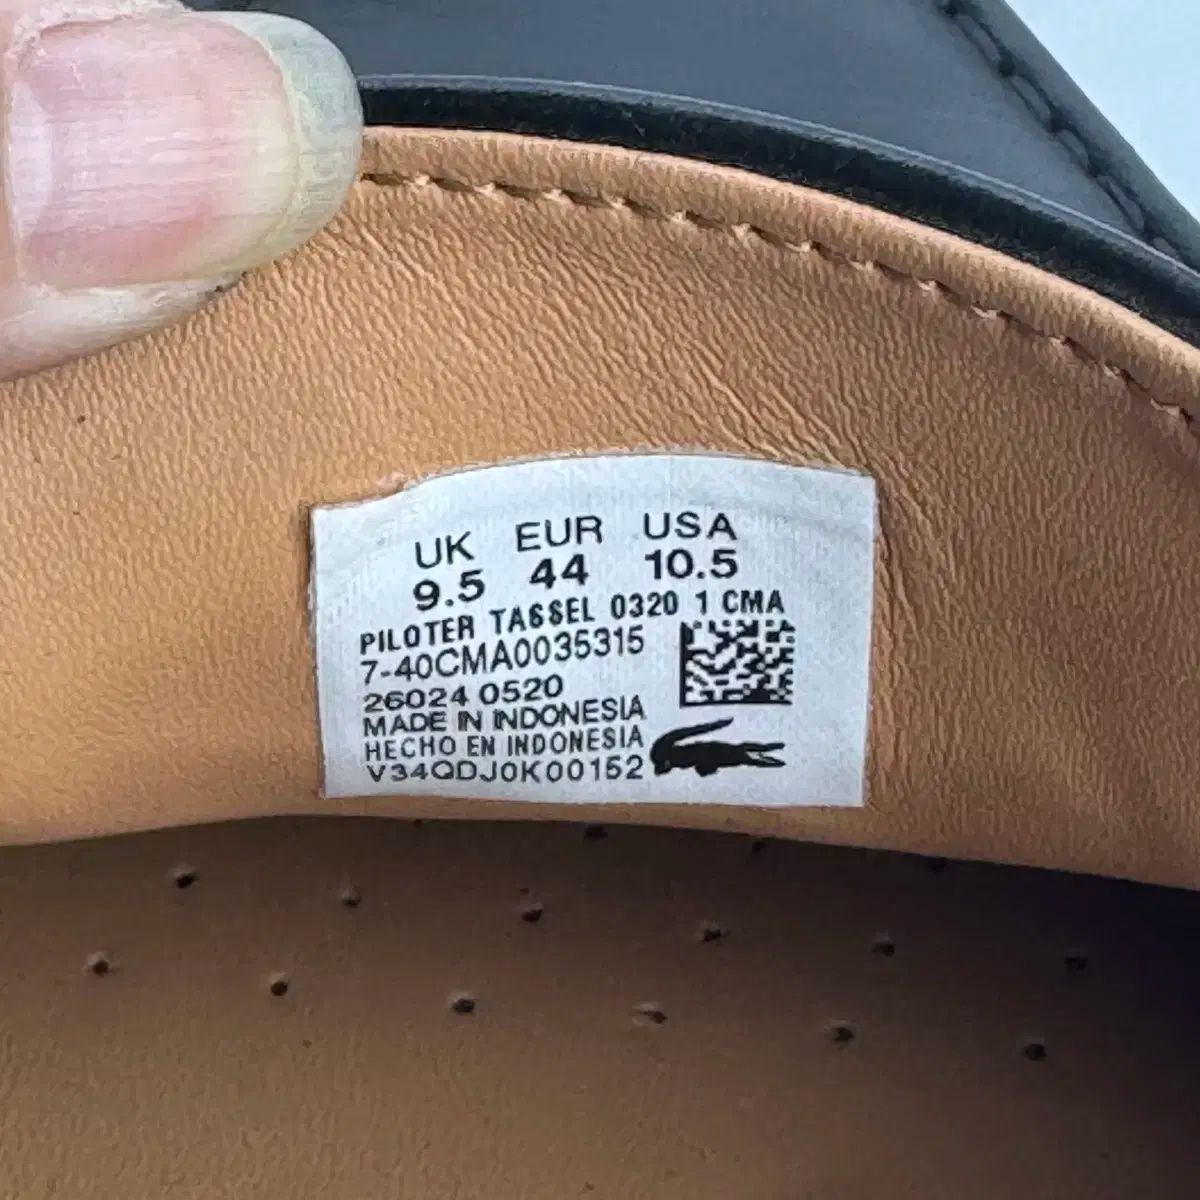 UK EUR USA
9.5 44 10.5
PILOTER TASSEL 0320 1 CMA
7-40CMA0035315
26024 0520
MADE IN INDONESIA
HECHO EN INDONESIA
V34QDJ0K00152